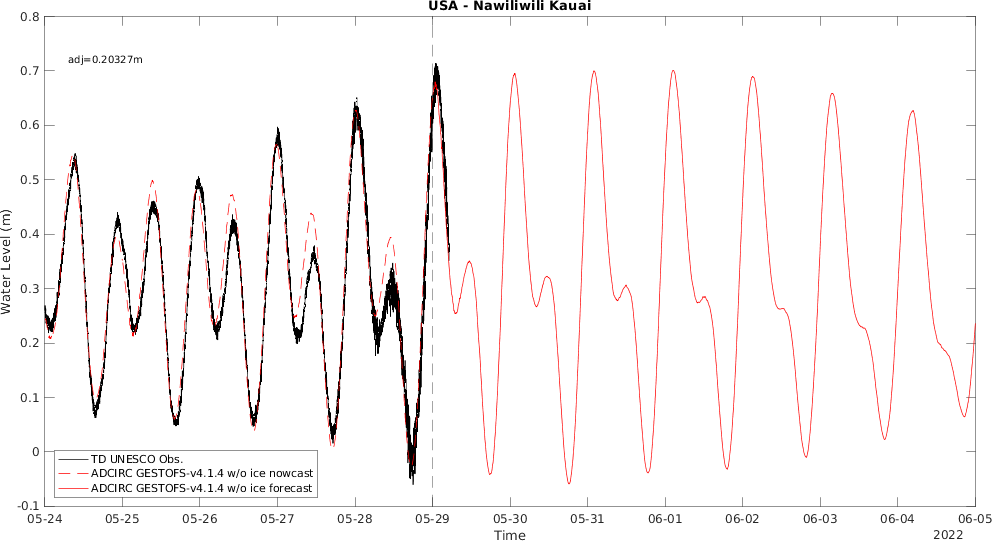 USA - Nawiliwili Kauai
0.8
adj=0.20327m
0.7
0.6
0.5
0.4
0.3
0.2
0.1
0
-0.1
Water Level (m)
TD UNESCO Obs.
ADCIRC GESTOFS-v4.1.4 w/o ice nowcast
ADCIRC GESTOFS-v4.1.4 w/o ice forecast
05-24 05-25 05-26 05-27 05-28 05-29 05-30 05-31 06-01 06-02 06-03 06-04 06-05
Time
2022